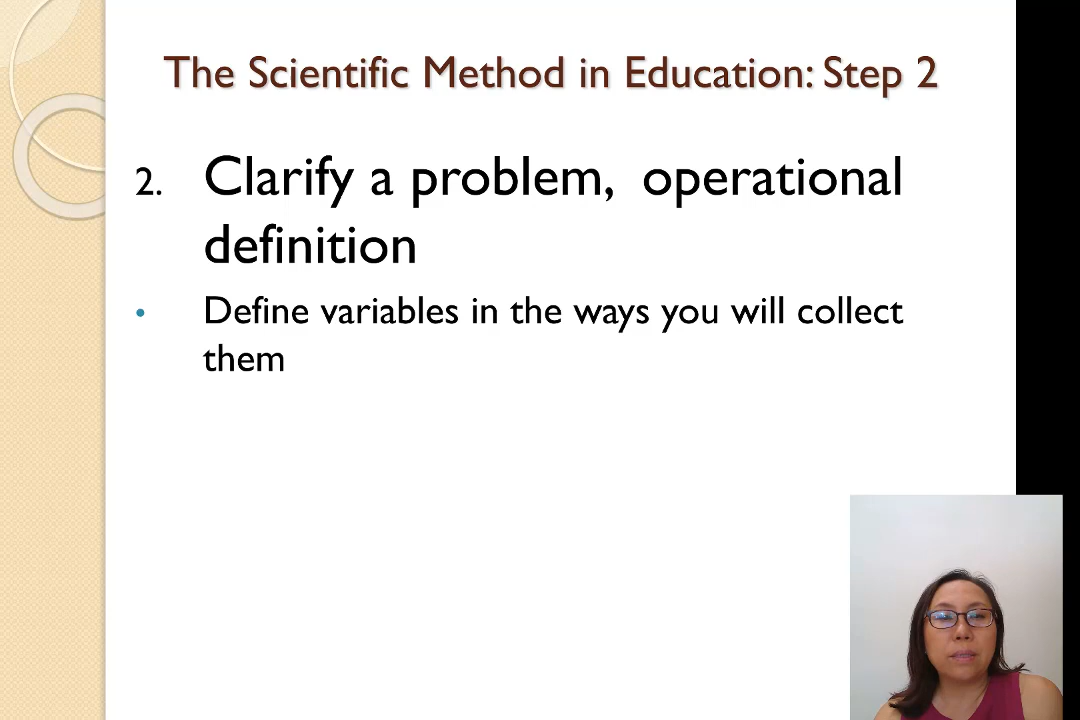 The Scientific Method in Education: Step 2
2. Clarify a problem, operational
definition
• Define variables in the ways you will collect
them